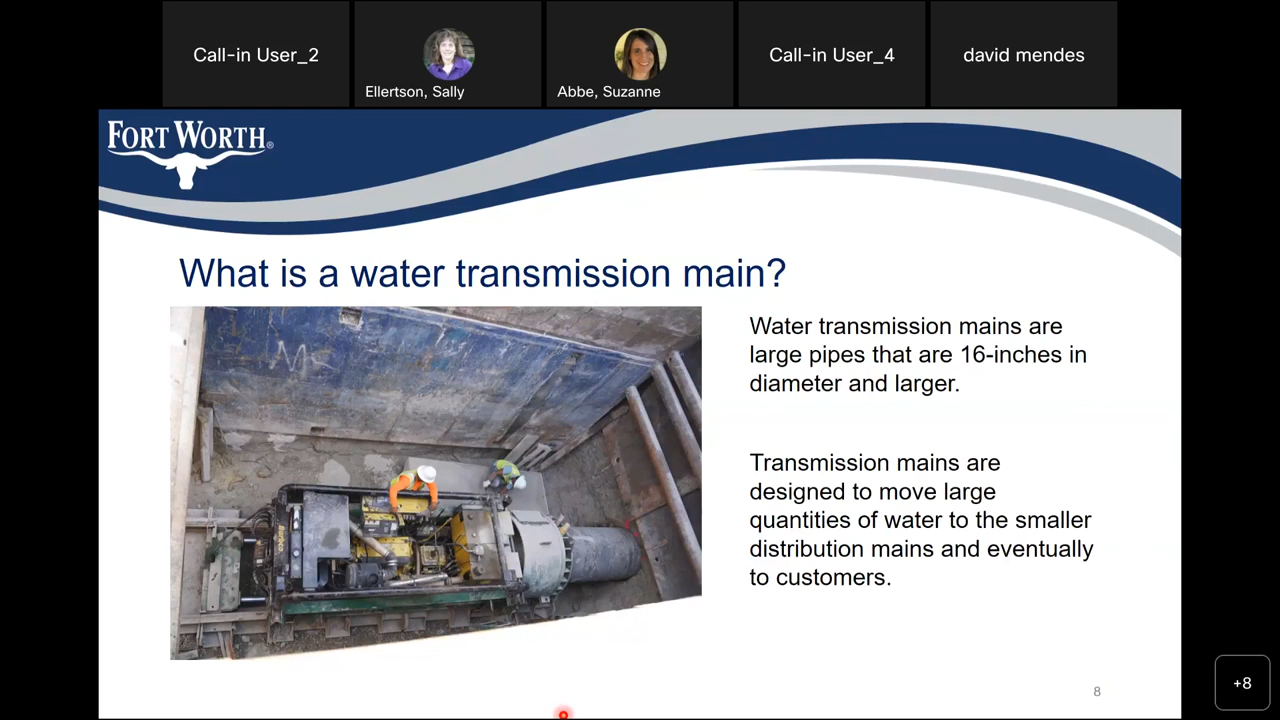 Call-in User_2
Ellertson, Sally
Abbe, Suzanne
Call-in User_4
david mendes
FORT WORTH®
What is a water transmission main?
Water transmission mains are
large pipes that are 16-inches in
diameter and larger.
Transmission mains are
designed to move large
quantities of water to the smaller
distribution mains and eventually
to customers.
8
+8